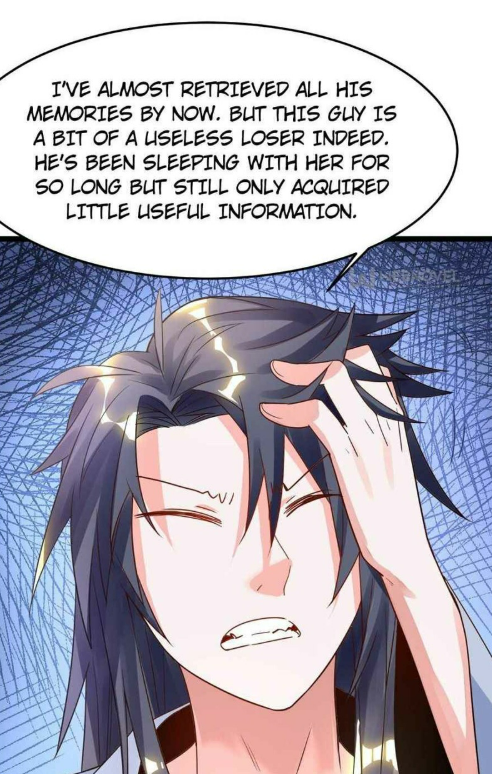 I'VE ALMOST RETRIEVED ALL HIS
MEMORIES BY NOW. BUT THIS GUY IS
A BIT OF A USELESS LOSER INDEED.
HE'S BEEN SLEEPING WITH HER FOR
SO LONG BUT STILL ONLY ACQUIRED
LITTLE USEFUL INFORMATION.